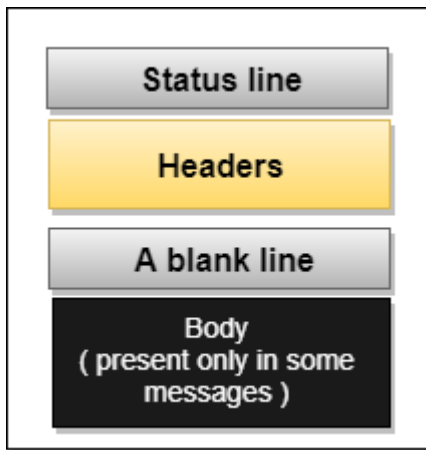 Status line
Headers
A blank line
Body
( present only in some
messages )